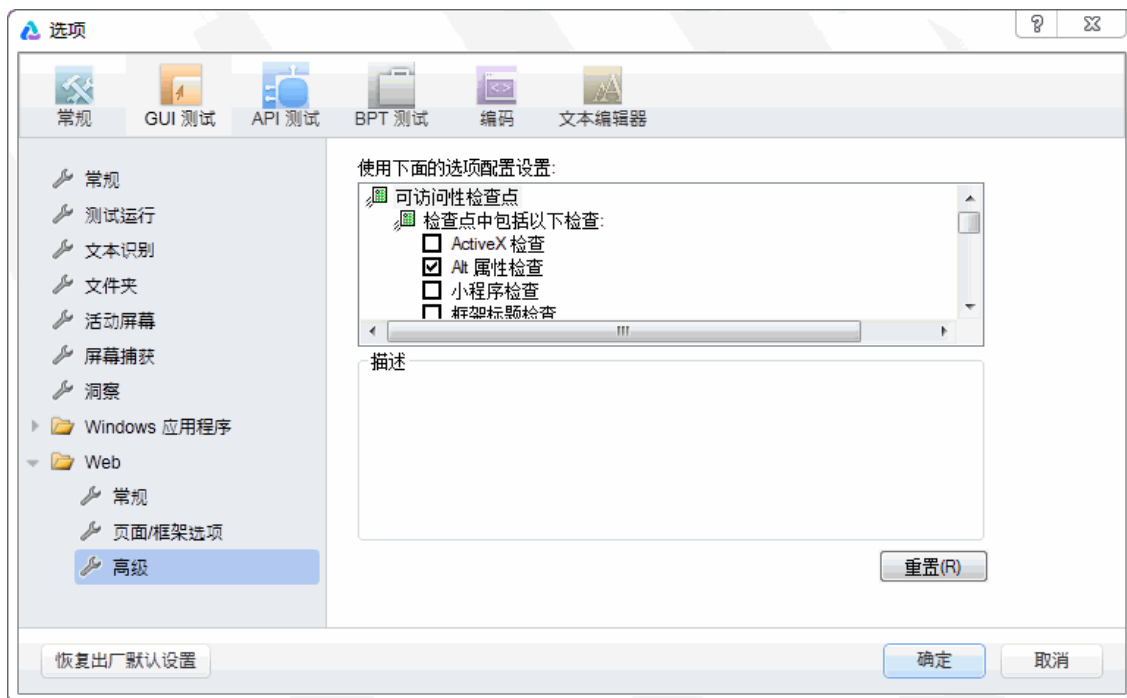 选项
常规
GUI 测试
API 测试
BPT 测试
编码
文本编辑器
常规
测试运行
文本识别
文件夹
活动屏幕
屏幕捕获
洞察
Windows 应用程序
Web
常规
页面/框架选项
高级
使用下面的选项配置设置:
可访问性检查点
检查点中包括以下检查:
ActiveX 检查
Alt 属性检查
小程序检查
框架标题检查
描述
重置(R)
恢复出厂默认设置
确定
取消